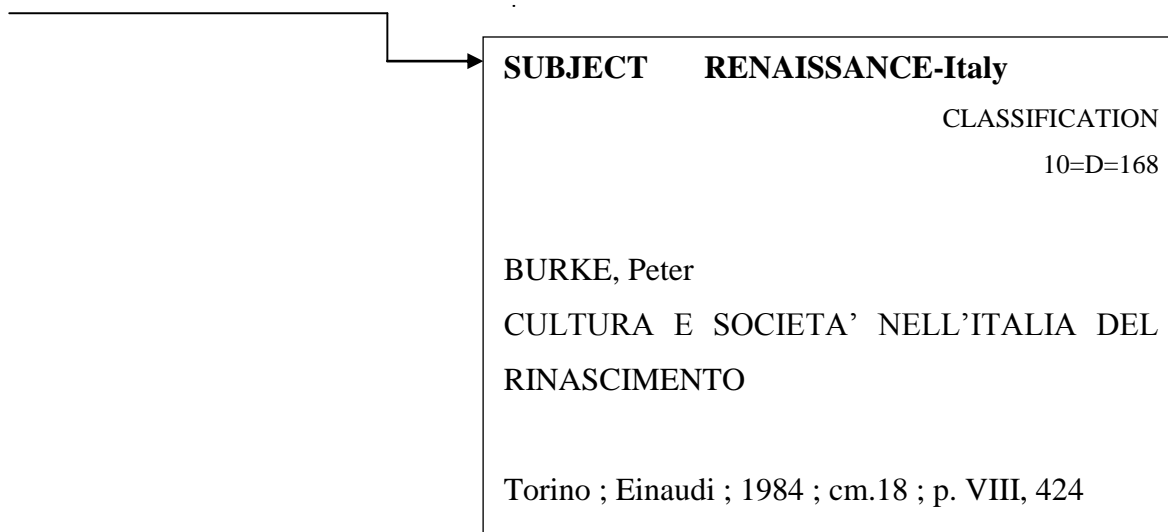 .
SUBJECT RENAISSANCE-Italy
CLASSIFICATION
10=D=168
BURKE, Peter
CULTURA E SOCIETA’ NELL’ITALIA DEL
RINASCIMENTO
Torino ; Einaudi ; 1984 ; cm.18 ; p. VIII, 424